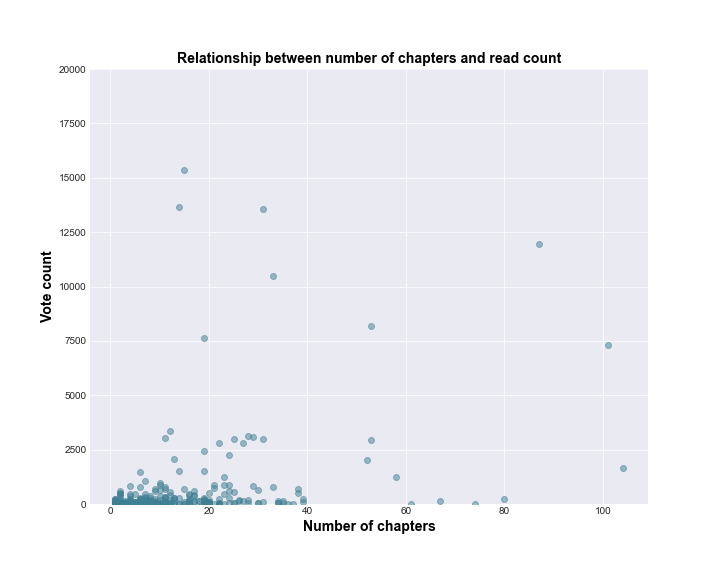 Relationship between number of chapters and read count
20000
17500
15000
12500
10000
7500
5000
2500
0
0 20 40 60 80 100
Vote count
Number of chapters